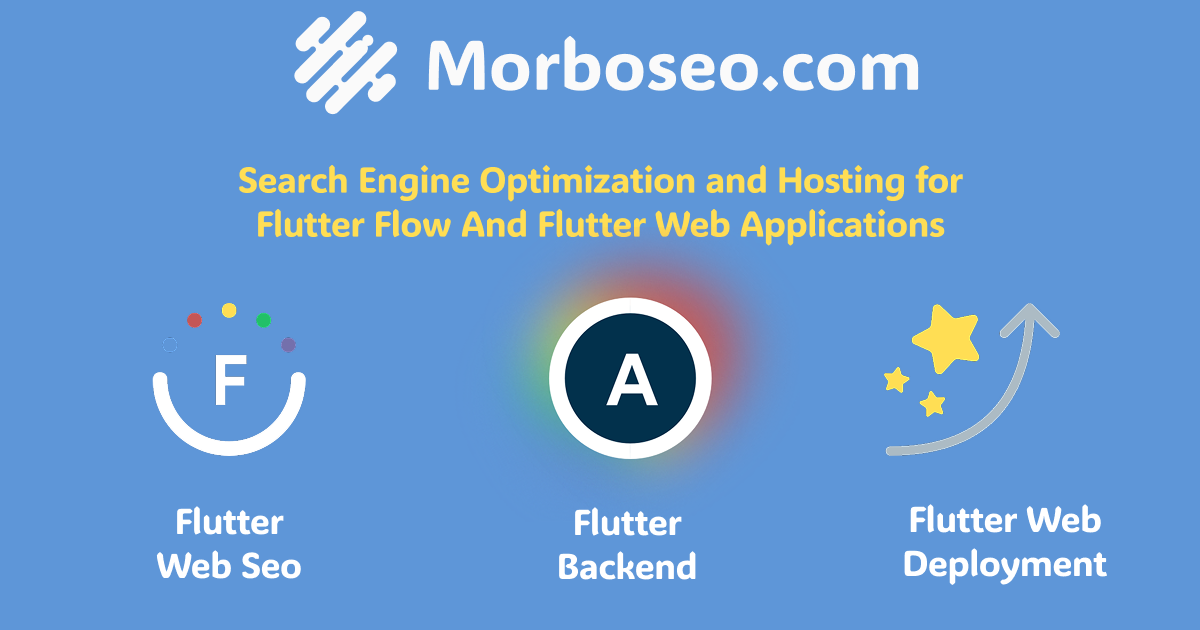 Morboseo.com
Search Engine Optimization and Hosting for
Flutter Flow And Flutter Web Applications
F
A
Flutter
Web Seo
Flutter
Backend
Flutter Web
Deployment